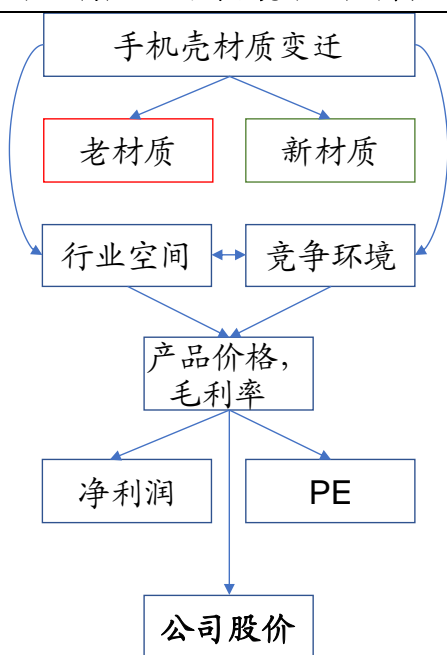 手机壳材质变迁
老材质
新材质
行业空间
竞争环境
产品价格，
毛利率
净利润
PE
公司股价